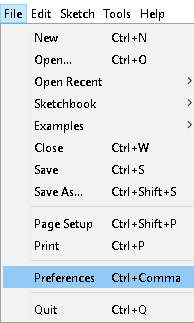 File Edit Sketch Tools Help
New Ctrl+N
Open... Ctrl+O
Open Recent
Sketchbook
Examples
Close Ctrl+W
Save Ctrl+S
Save As... Ctrl+Shift+S
Page Setup Ctrl+Shift+P
Print Ctrl+P
Preferences Ctrl+Comma
Quit Ctrl+Q